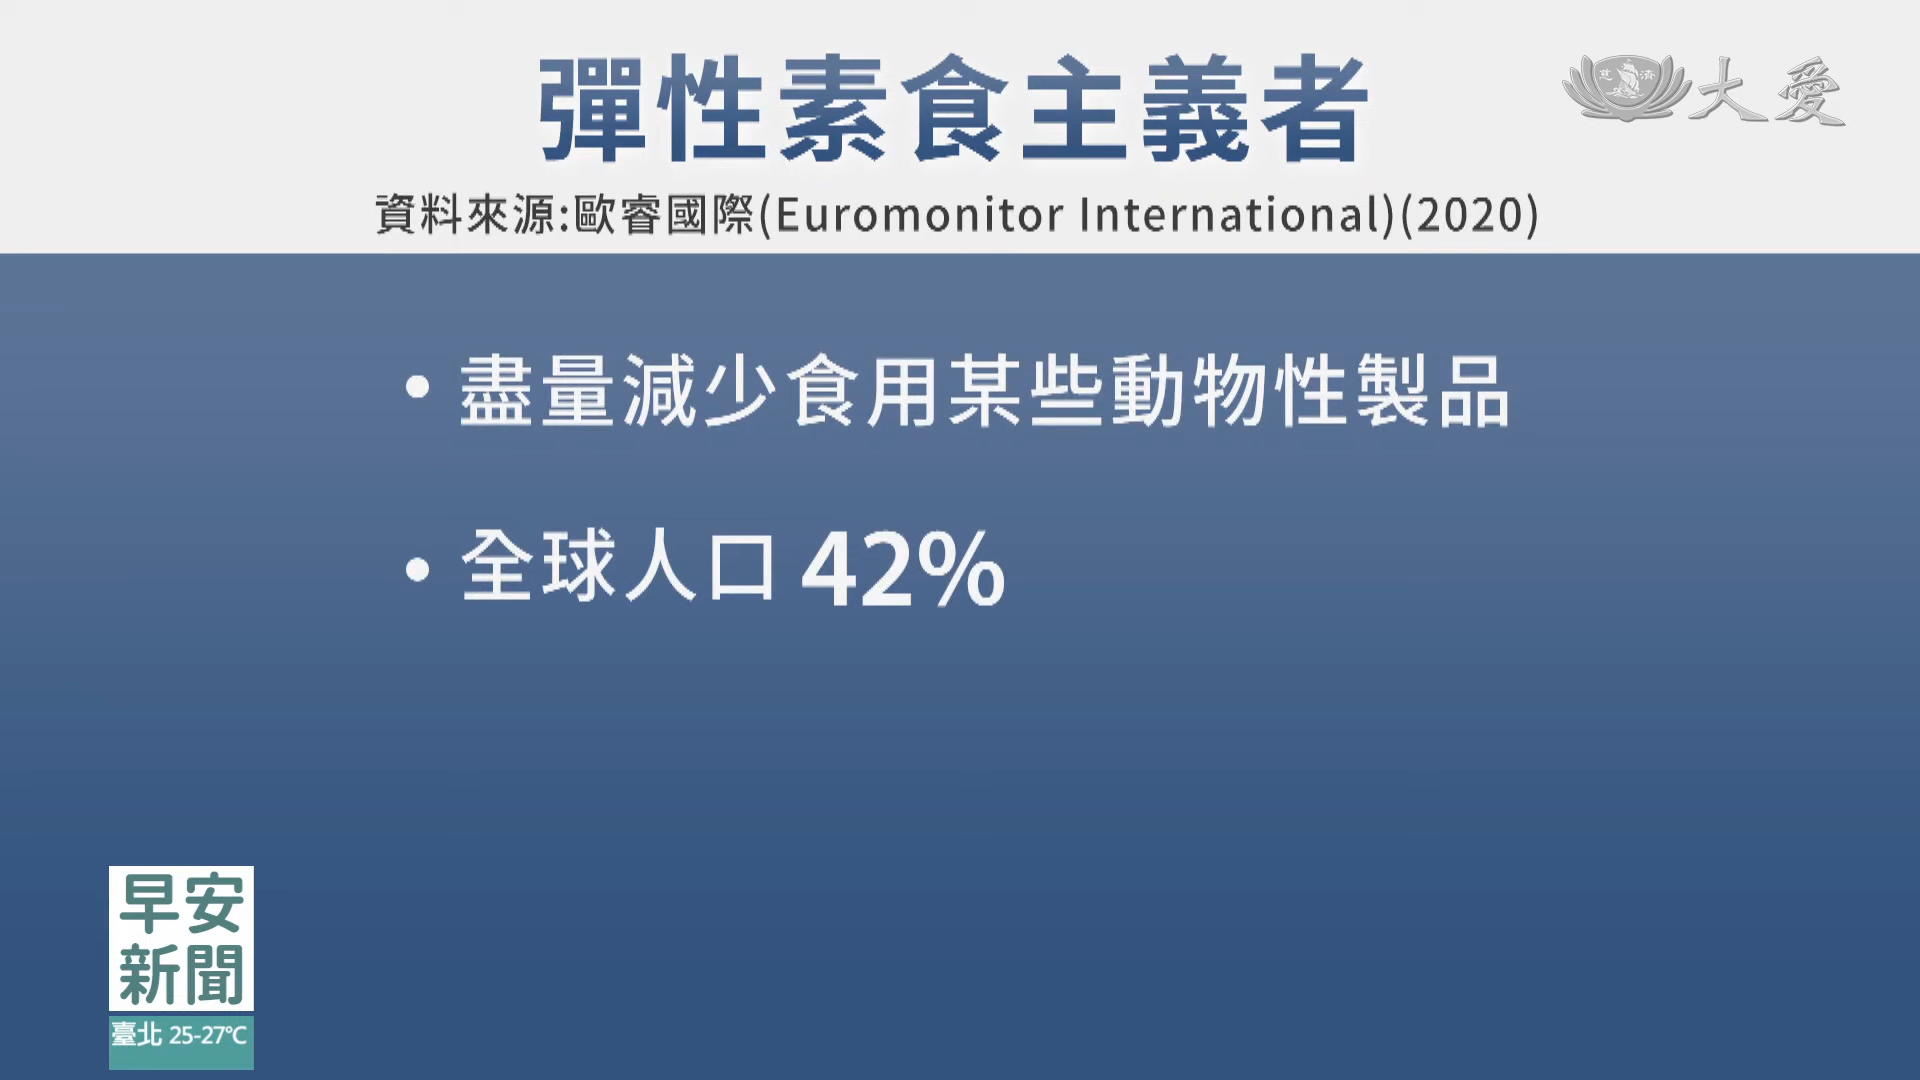 彈性素食主義者
慈濟 大愛
資料來源:歐睿國際(Euromonitor International)(2020)
• 盡量減少食用某些動物性製品
• 全球人口 42%
早安
新聞
臺北 25-27℃